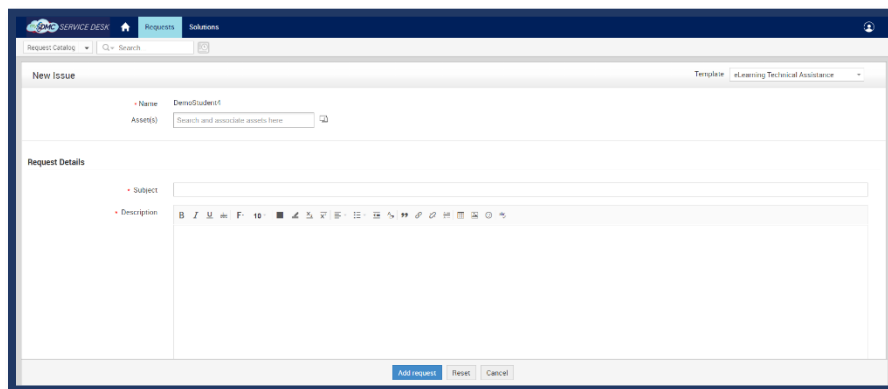 SDMC SERVICE DESK Requests Solutions
Request Catalog Search
New Issue Template eLearning Technical Assistance
* Name DemoStudent4
Asset(s) Search and associate assets here
Request Details
* Subject
* Description B I U abc F 10
Add request Reset Cancel